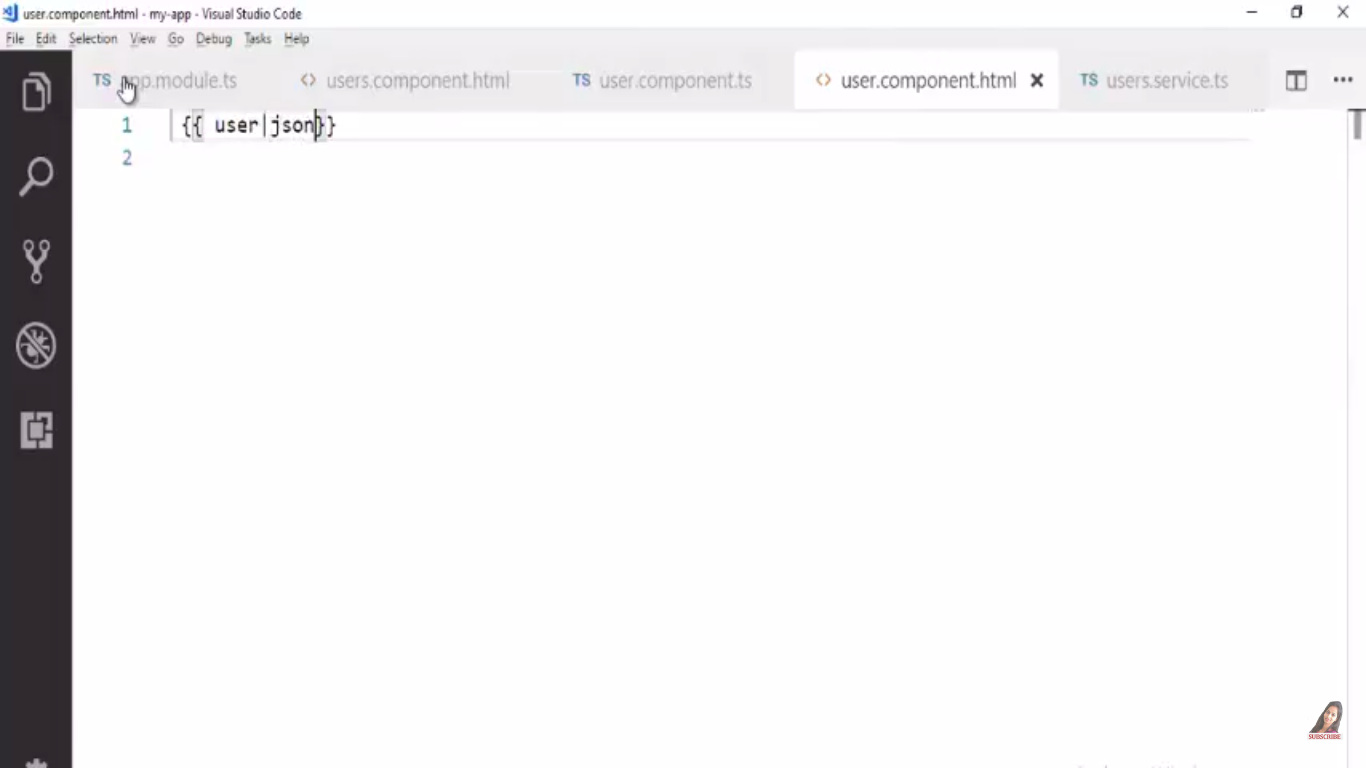 user.component.html - my-app - Visual Studio Code
File Edit Selection View Go Debug Tasks Help
TS .module.ts <> users.component.html TS user.component.ts <> user.component.html × TS users.service.ts ...
1 {{ user|json}}
2
SUBSCRIBE